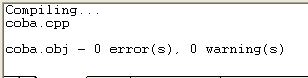 Compiling...
coba.cpp
coba.obj - 0 error(s), 0 warning(s)